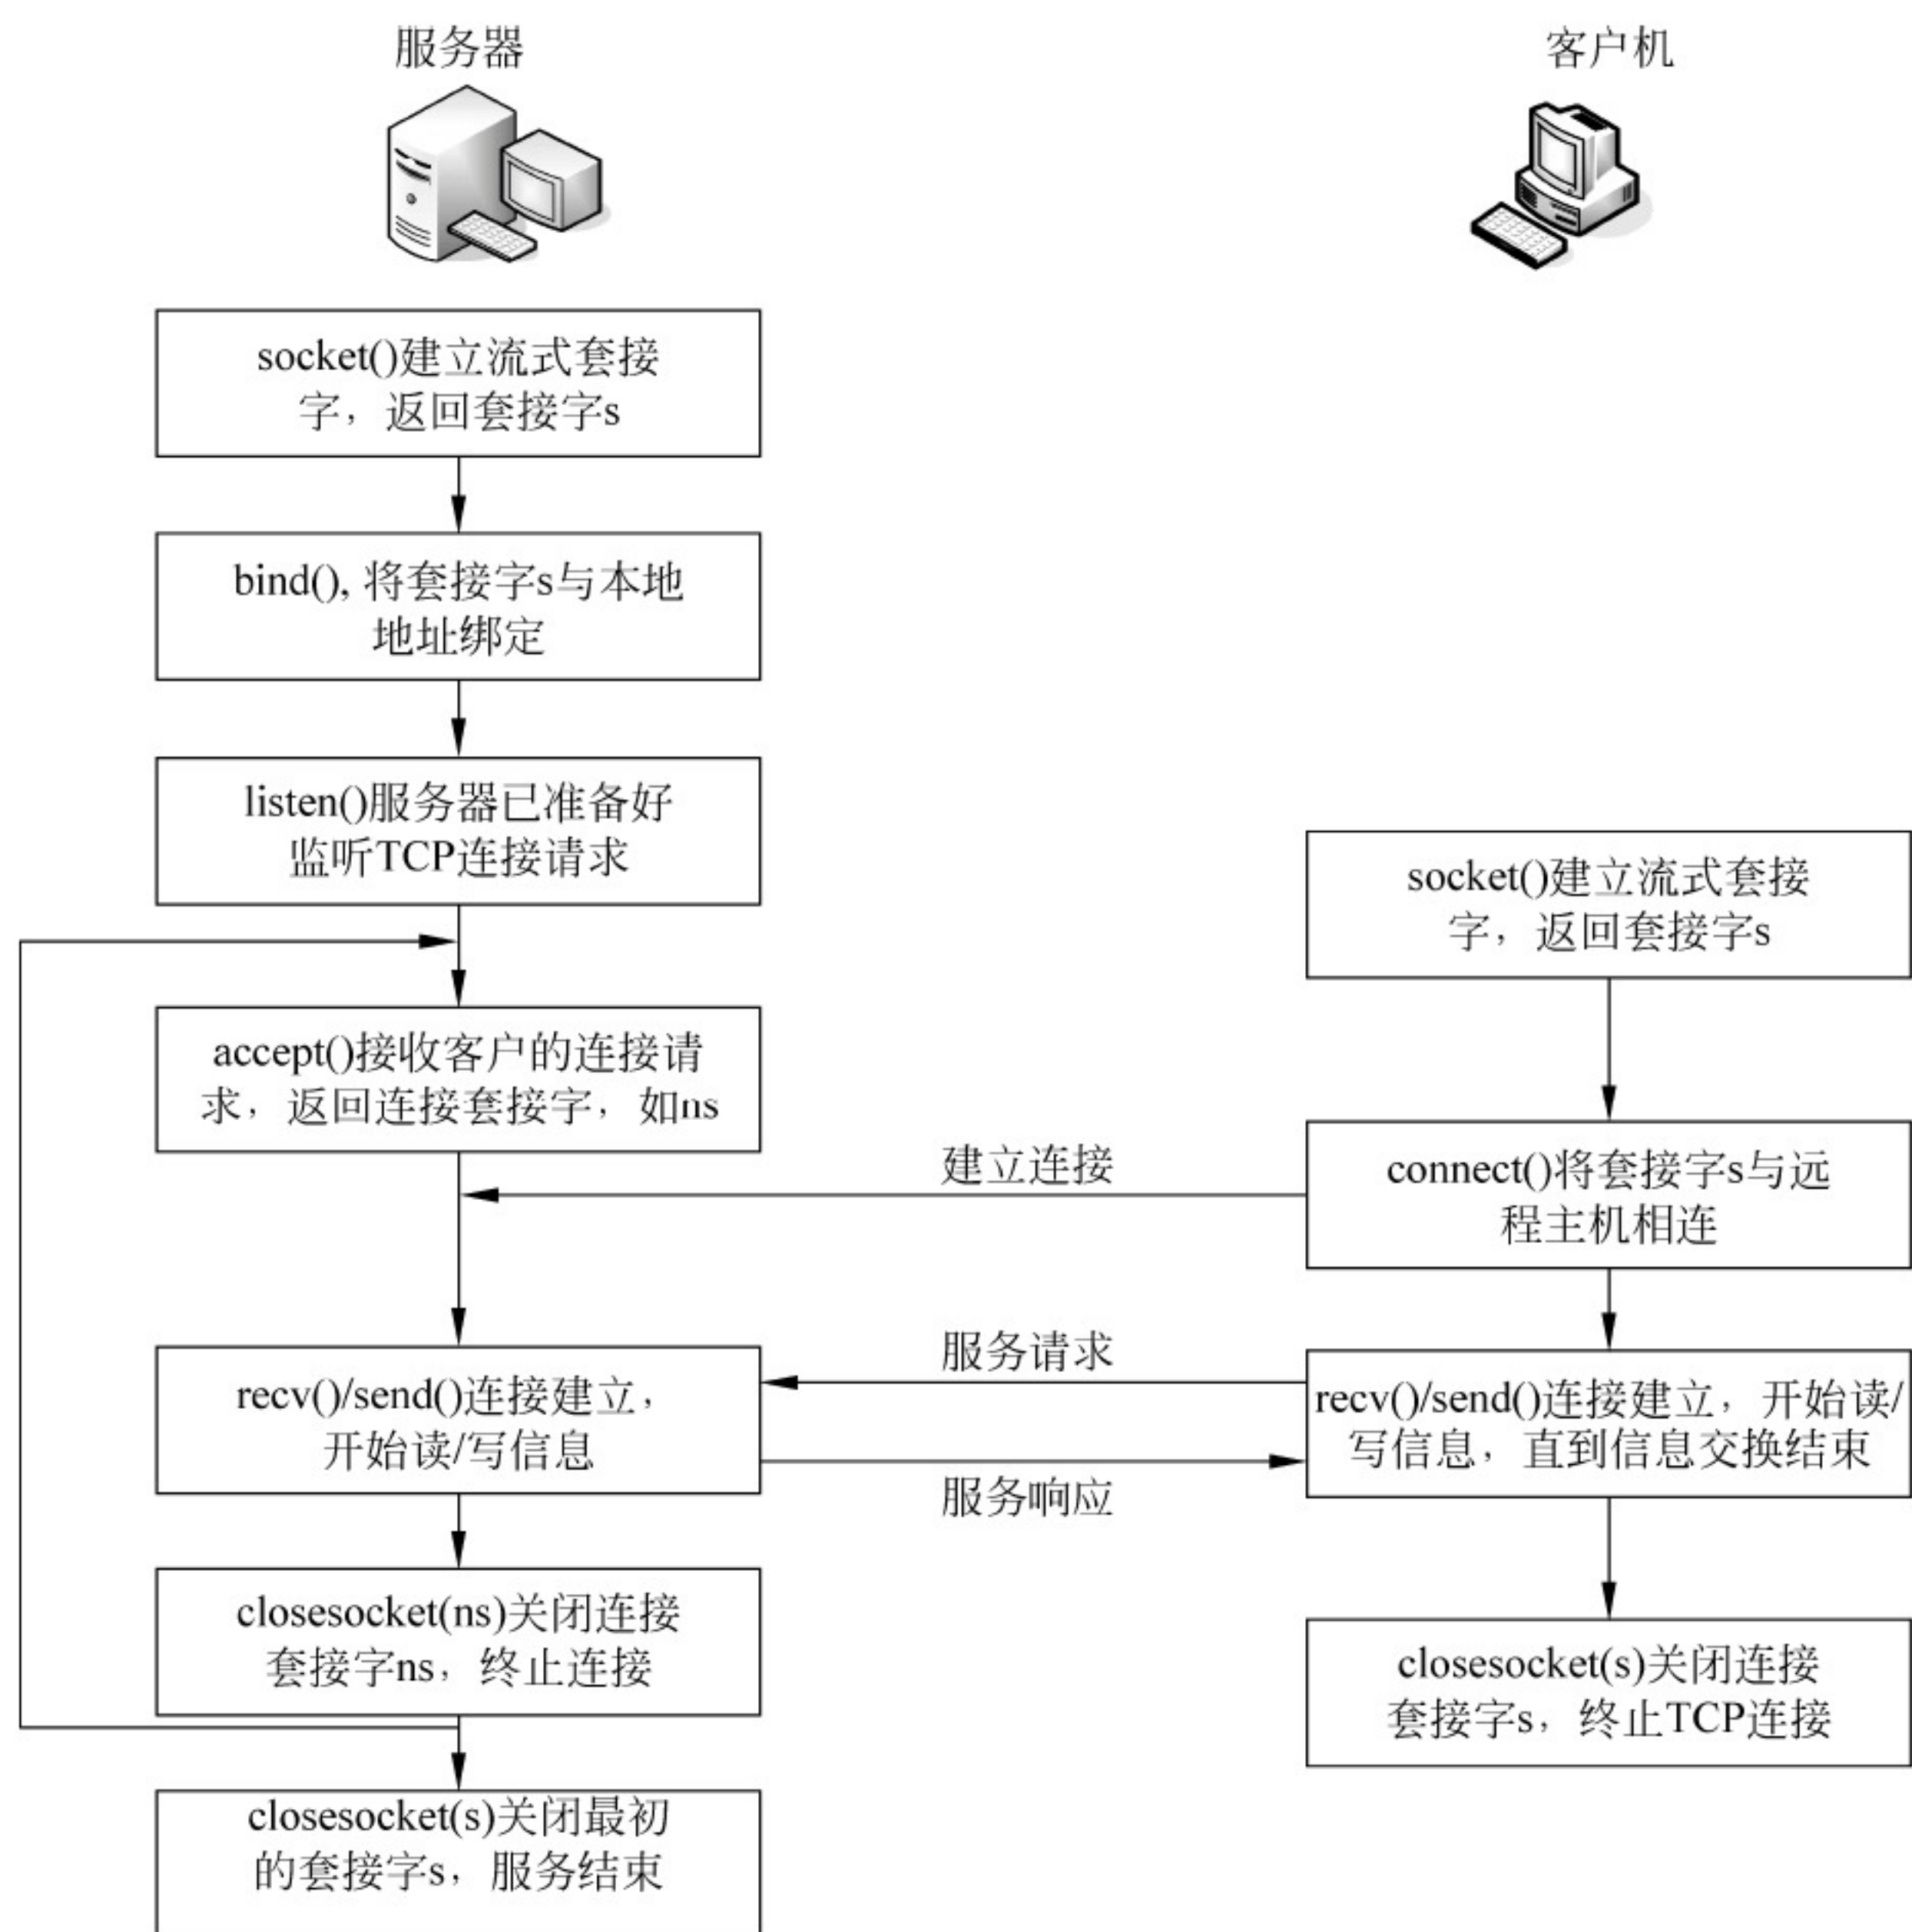 服务器
客户机
socket()建立流式套接
字，返回套接字s
bind(), 将套接字s与本地
地址绑定
listen()服务器已准备好
监听TCP连接请求
accept()接收客户的连接请
求，返回连接套接字，如ns
recv()/send()连接建立，
开始读/写信息
closesocket(ns)关闭连接
套接字ns，终止连接
closesocket(s)关闭最初
的套接字s，服务结束
建立连接
服务请求
服务响应
socket()建立流式套接
字，返回套接字s
connect()将套接字s与远
程主机相连
recv()/send()连接建立，开始读/
写信息，直到信息交换结束
closesocket(s)关闭连接
套接字s，终止TCP连接